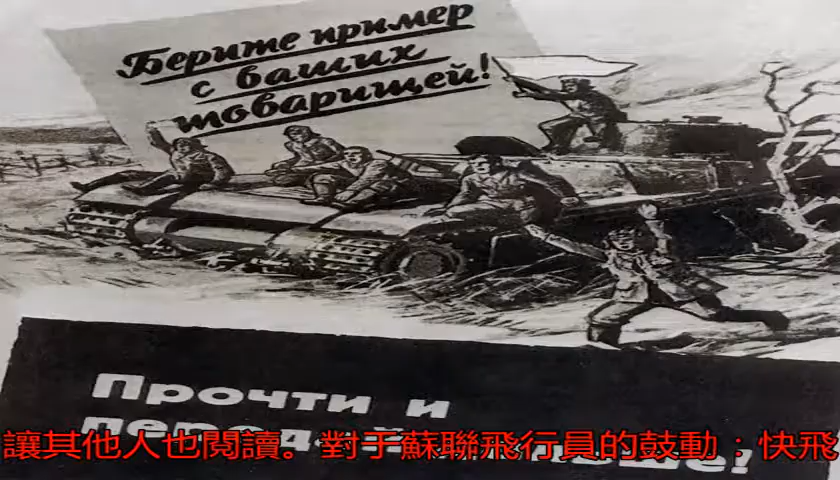 Берите пример
с ваших
товарищей!
Прочти и
讓其他人也閱讀。對于蘇聯飛行員的鼓動：快飛